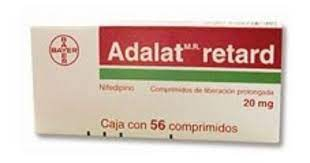 BAYER
Adalat M.R. retard
Nifedipino
Comprimidos de liberación prolongada
20 mg
Caja con 56 comprimidos